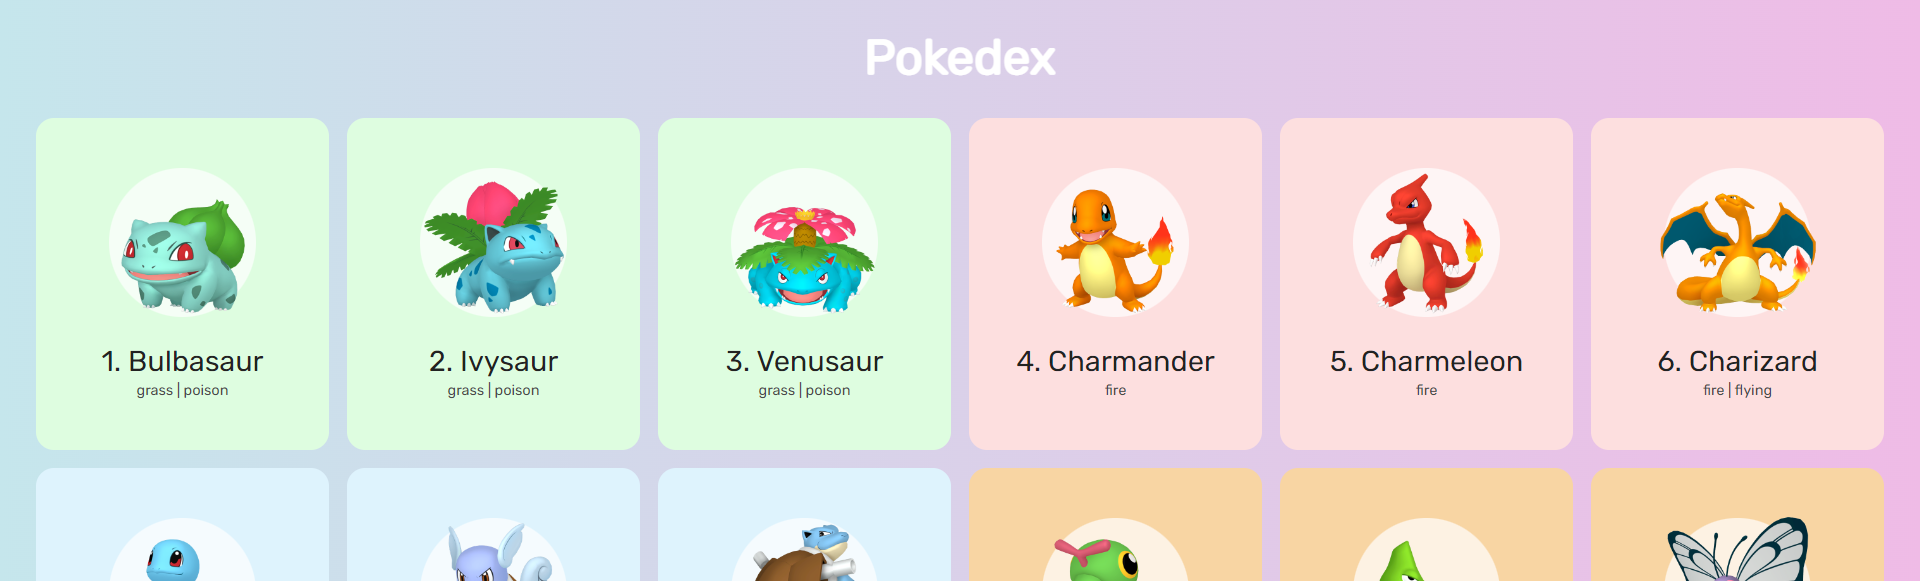 Pokedex
1. Bulbasaur
grass | poison
2. Ivysaur
grass | poison
3. Venusaur
grass | poison
4. Charmander
fire
5. Charmeleon
fire
6. Charizard
fire | flying